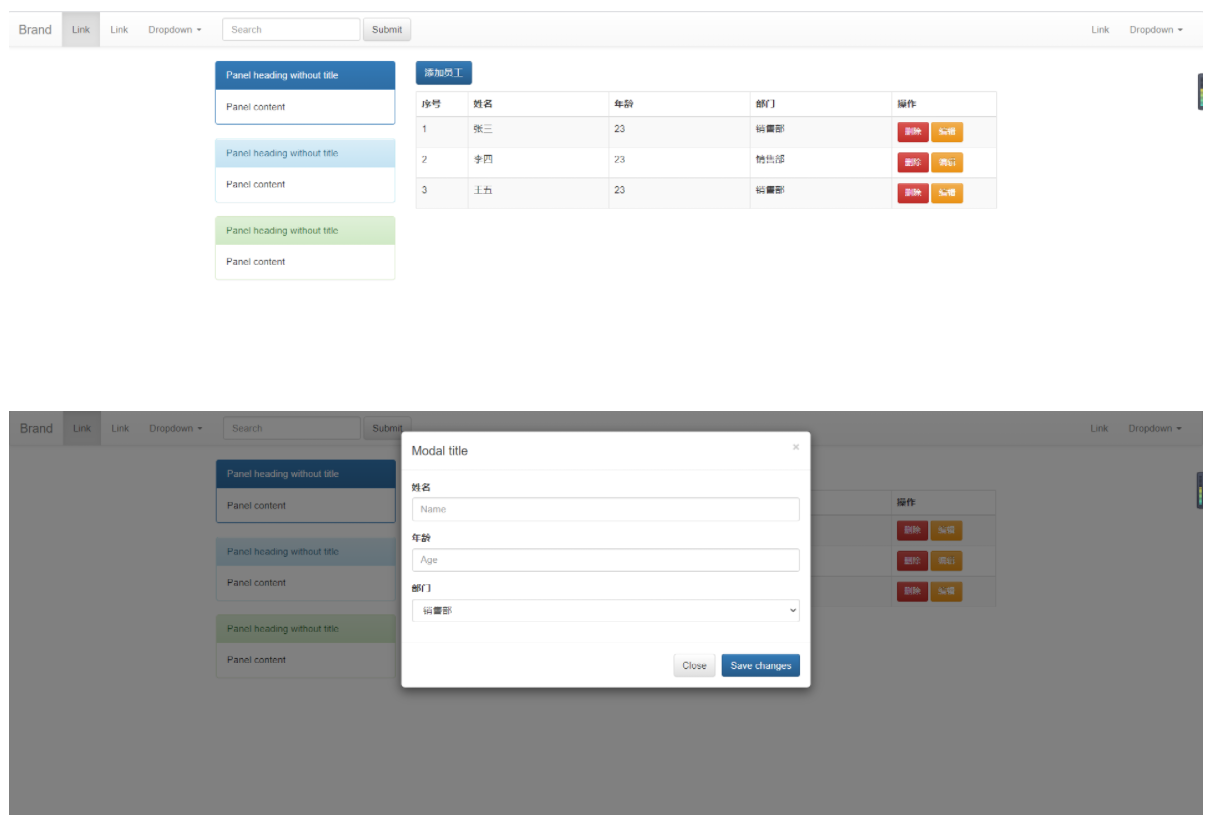 Brand Link Link Dropdown Search Submit Link Dropdown
Panel heading without title
Panel content
Panel heading without title
Panel content
Panel heading without title
Panel content
添加员工
序号 姓名 年龄 部门 操作
1 张三 23 销售部 删除 编辑
2 李四 23 销售部 删除 编辑
3 王五 23 销售部 删除 编辑
Brand Link Link Dropdown Search Submit Link Dropdown
Panel heading without title
Panel content
Panel heading without title
Panel content
Panel heading without title
Panel content
Modal title ×
姓名
Name
年龄
Age
部门
销售部
Close Save changes
操作
删除 编辑
删除 编辑
删除 编辑